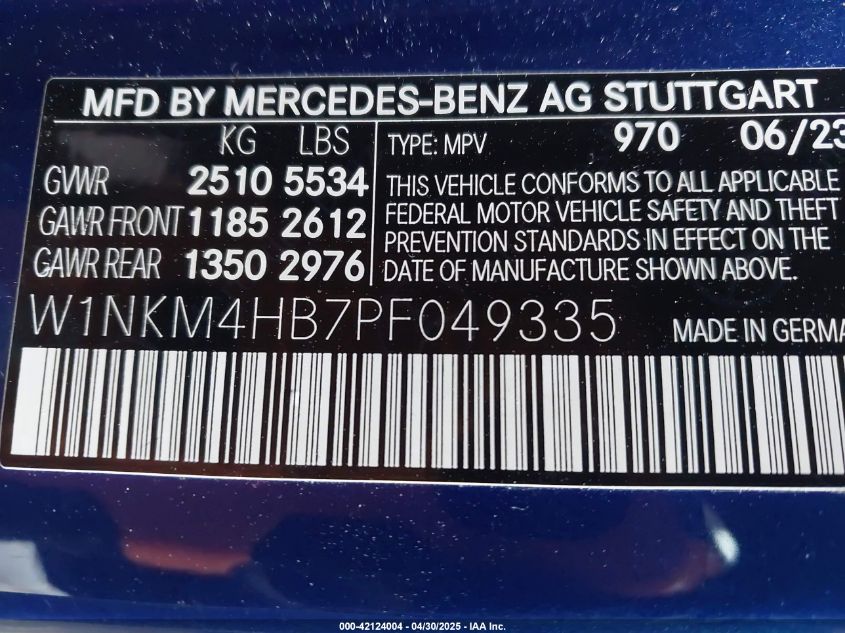 MFD BY MERCEDES-BENZ AG STUTTGART
KG LBS
GVWR 2510 5534
GAWR FRONT 1185 2612
GAWR REAR 1350 2976
TYPE: MPV 970 06/23
THIS VEHICLE CONFORMS TO ALL APPLICABLE
FEDERAL MOTOR VEHICLE SAFETY AND THEFT
PREVENTION STANDARDS IN EFFECT ON THE
DATE OF MANUFACTURE SHOWN ABOVE.
W1NKM4HB7PF049335 MADE IN GERMA
000-42124004 - 04/30/2025 - IAA Inc.